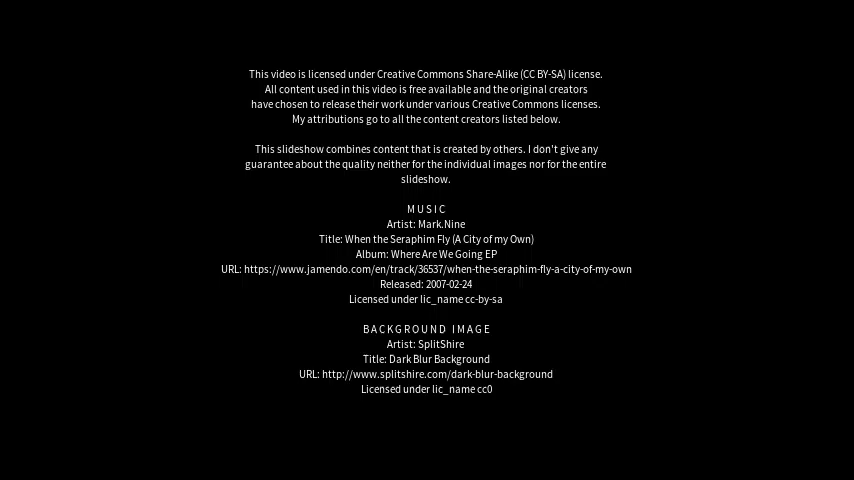 This video is licensed under Creative Commons Share-Alike (CC BY-SA) license.
All content used in this video is free available and the original creators
have chosen to release their work under various Creative Commons licenses.
My attributions go to all the content creators listed below.
This slideshow combines content that is created by others. I don't give any
guarantee about the quality neither for the individual images nor for the entire
slideshow.
MUSIC
Artist: Mark.Nine
Title: When the Seraphim Fly (A City of my Own)
Album: Where Are We Going EP
URL: https://www.jamendo.com/en/track/36537/when-the-seraphim-fly-a-city-of-my-own
Released: 2007-02-24
Licensed under lic_name cc-by-sa
BACKGROUND IMAGE
Artist: SplitShire
Title: Dark Blur Background
URL: http://www.splitshire.com/dark-blur-background
Licensed under lic_name cc0